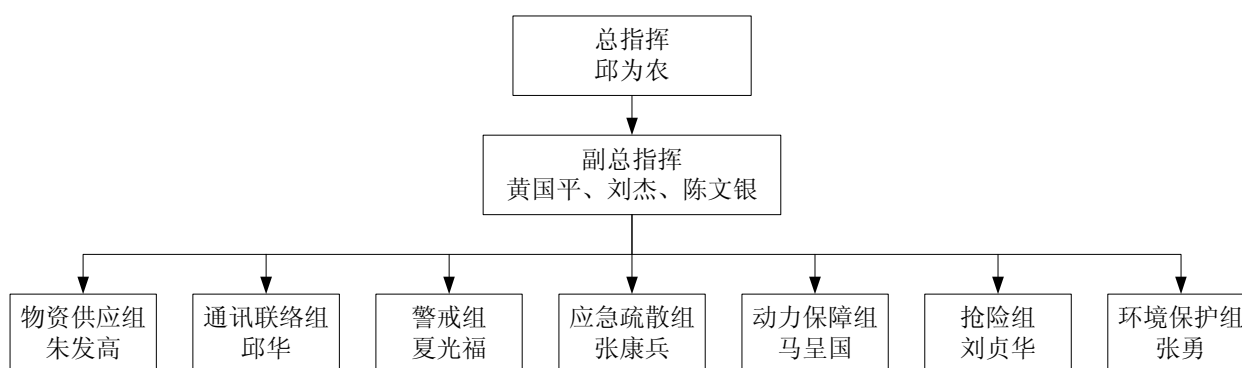 总指挥
邱为农
副总指挥
黄国平、刘杰、陈文银
物资供应组
朱发高
通讯联络组
邱华
警戒组
夏光福
应急疏散组
张康兵
动力保障组
马呈国
抢险组
刘贞华
环境保护组
张勇